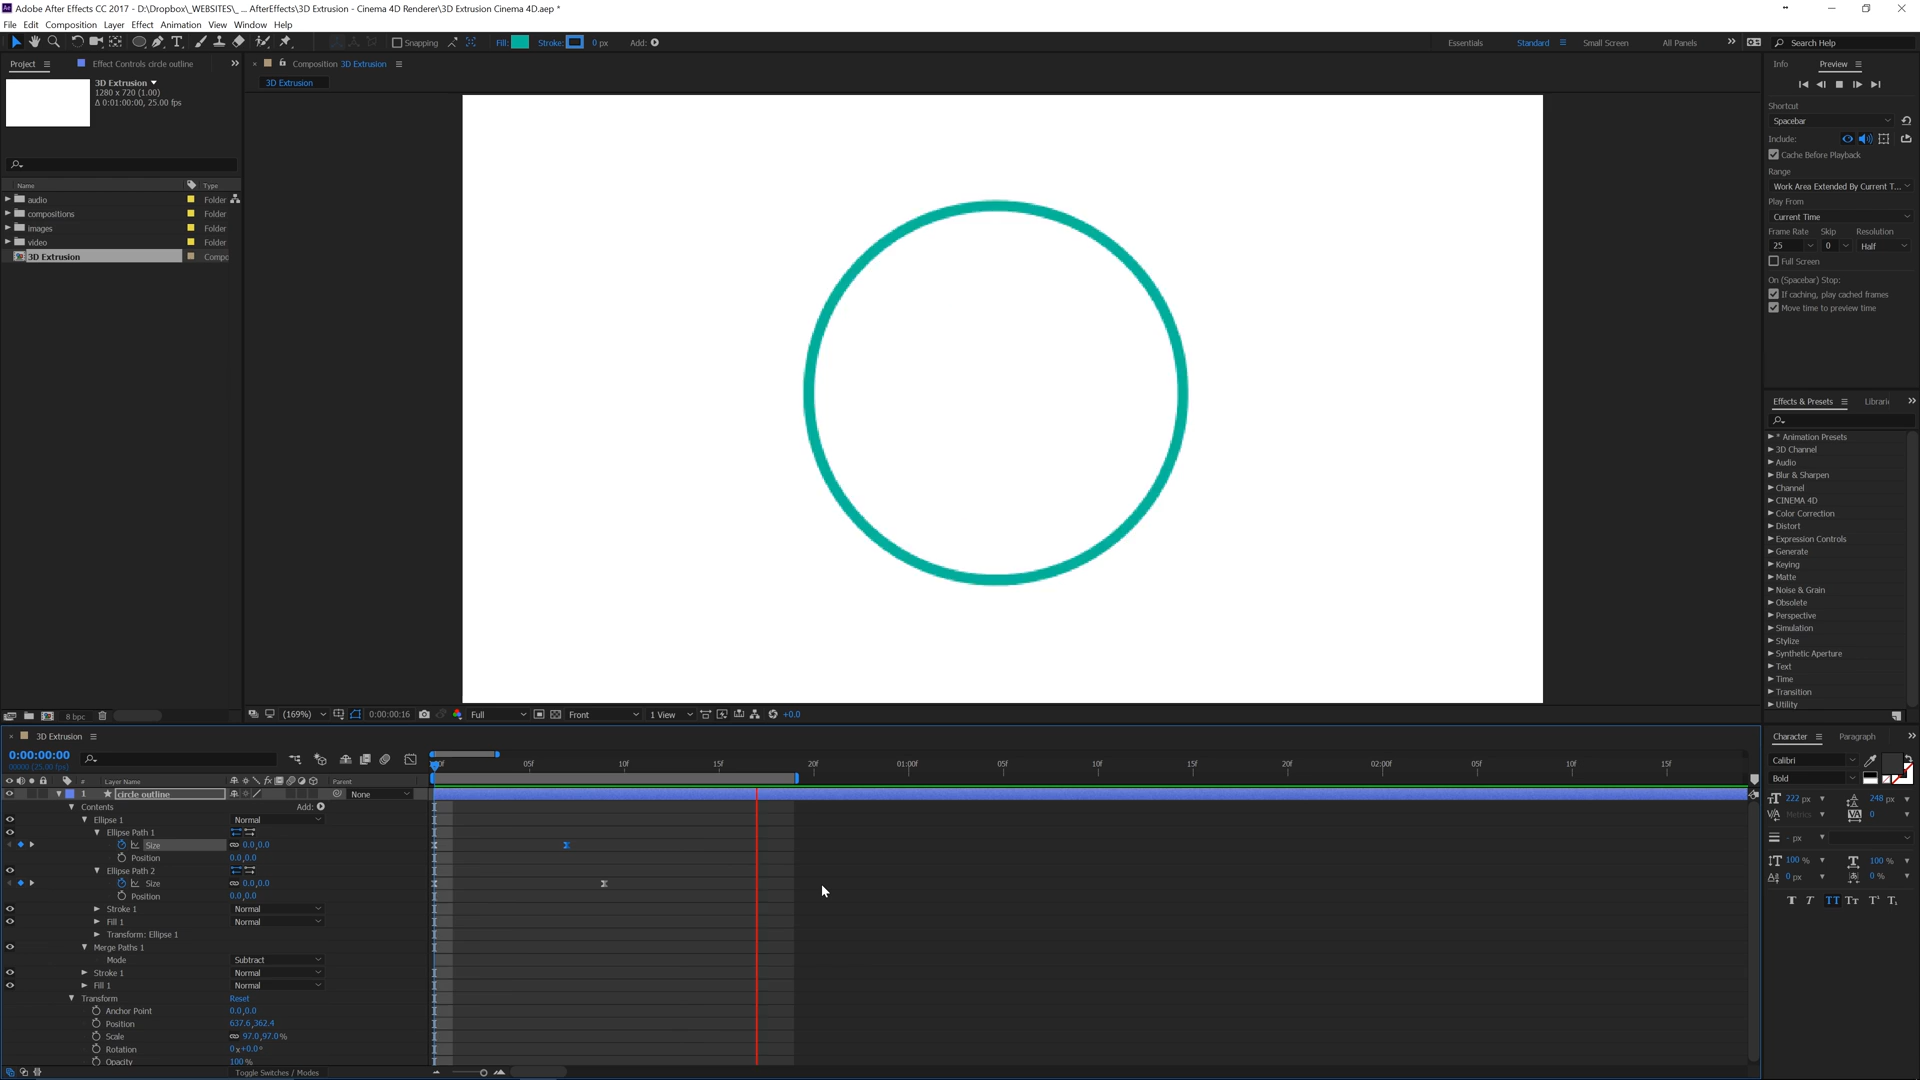 Adobe After Effects CC 2017 - D:\Dropbox\_WEBSITES\_ ... AfterEffects\3D Extrusion - Cinema 4D Renderer\3D Extrusion Cinema 4D.aep *
File Edit Composition Layer Effect Animation View Window Help
Snapping Fill: Stroke: 0 px Add:
Essentials Standard Small Screen All Panels Search Help
Project Effect Controls circle outline
Composition 3D Extrusion
Info Preview
3D Extrusion
1280 x 720 (1.00)
Δ 0:01:00:00, 25.00 fps
3D Extrusion
Shortcut
Spacebar
Include:
Cache Before Playback
Range
Work Area Extended By Current T...
Play From
Current Time
Frame Rate Skip Resolution
25 0 Half
Full Screen
On (Spacebar) Stop:
If caching, play cached frames
Move time to preview time
Name Type
audio Folder
compositions Folder
images Folder
video Folder
3D Extrusion Compo
Effects & Presets Librari
* Animation Presets
3D Channel
Audio
Blur & Sharpen
Channel
CINEMA 4D
Color Correction
Distort
Expression Controls
Generate
Keying
Matte
Noise & Grain
Obsolete
Perspective
Simulation
Stylize
Synthetic Aperture
Text
Time
Transition
Utility
8 bpc
(169%) 0:00:00:16 Full Front 1 View +0.0
3D Extrusion
0:00:00:00
00000 (25.00 fps)
05f 10f 15f 20f 01:00f 05f 10f 15f 20f 02:00f 05f 10f 15f
# Layer Name Parent
1 circle outline None
Contents Add:
Ellipse 1 Normal
Ellipse Path 1
Size 0.0,0.0
Position 0.0,0.0
Ellipse Path 2
Size 0.0,0.0
Position 0.0,0.0
Stroke 1 Normal
Fill 1 Normal
Transform: Ellipse 1
Merge Paths 1
Mode Subtract
Stroke 1 Normal
Fill 1 Normal
Transform Reset
Anchor Point 0.0,0.0
Position 637.6,362.4
Scale 97.0,97.0%
Rotation 0x+0.0°
Opacity 100%
Toggle Switches / Modes
Character Paragraph
Calibri
Bold
222 px 248 px
Metrics 0
- px
100 % 100 %
0 px 0 %